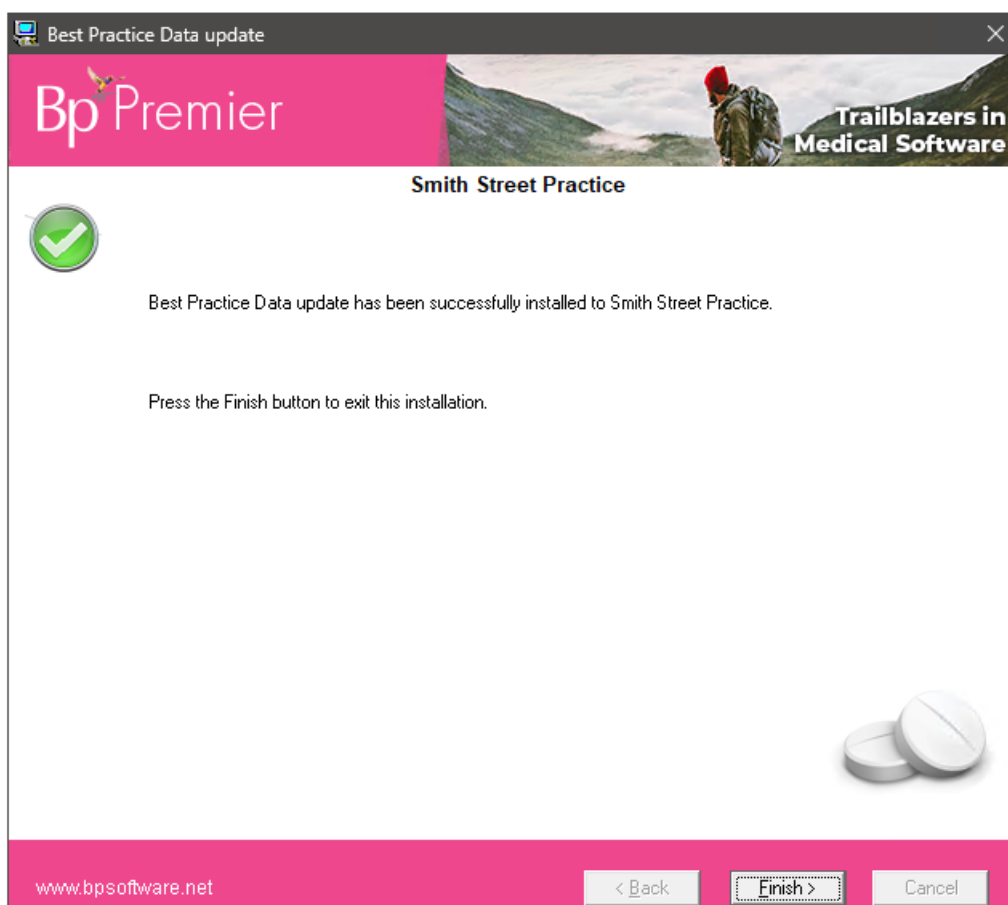 Best Practice Data update
Bp Premier
Trailblazers in
Medical Software
Smith Street Practice
Best Practice Data update has been successfully installed to Smith Street Practice.
Press the Finish button to exit this installation.
www.bpsoftware.net
< Back
Finish >
Cancel